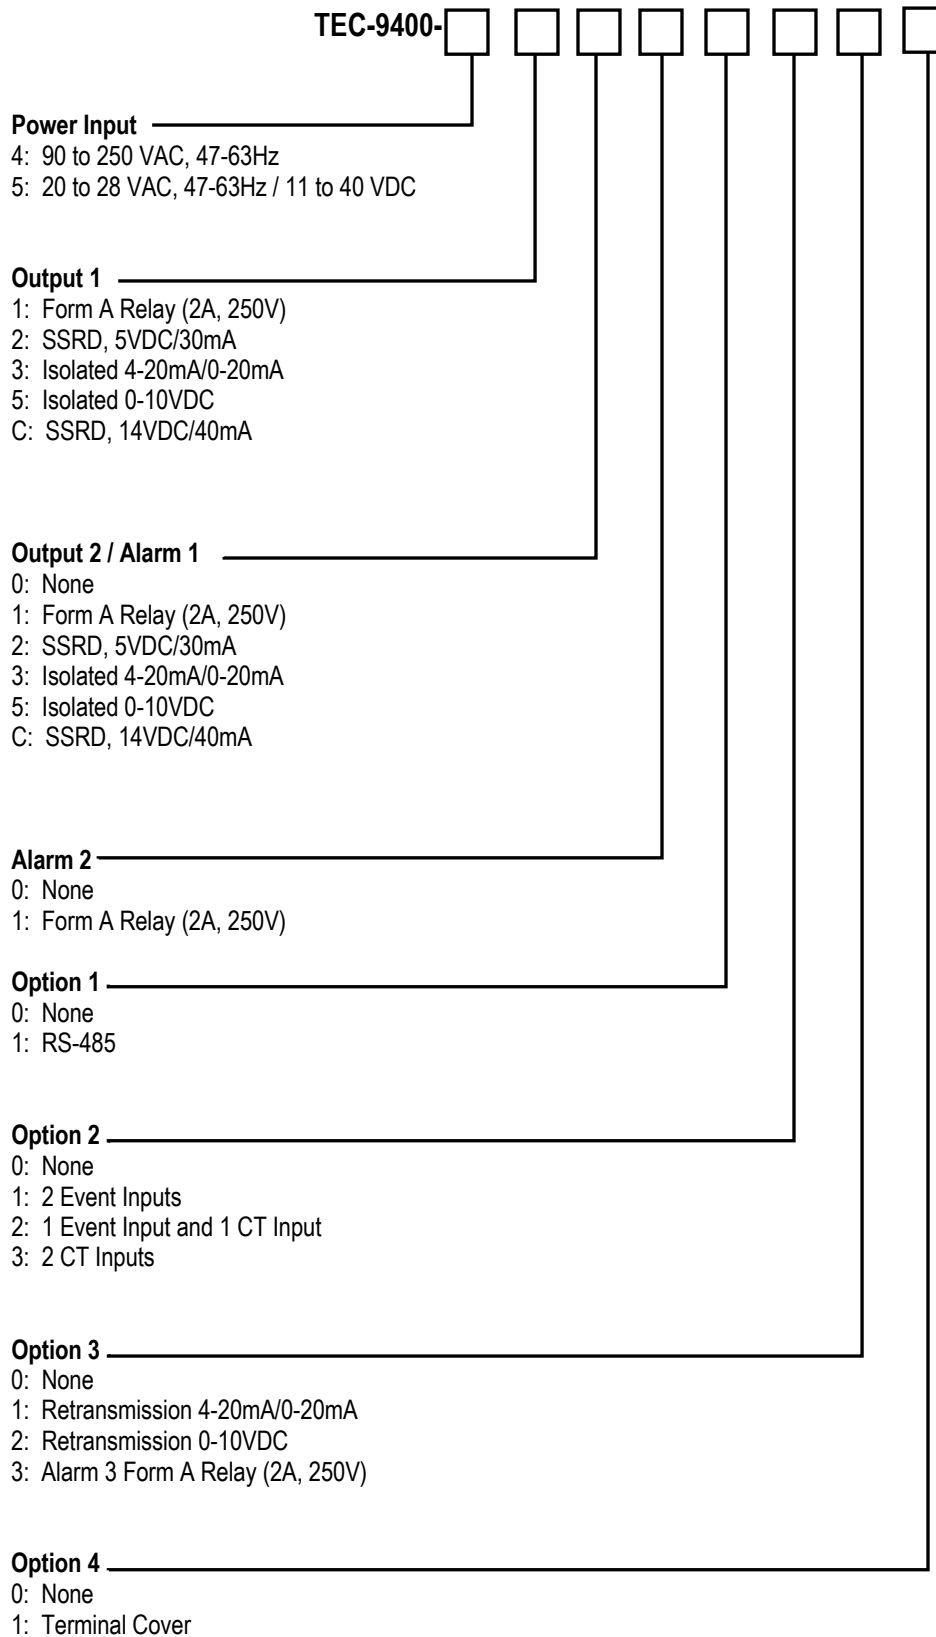 TEC-9400-
Power Input
4: 90 to 250 VAC, 47-63Hz
5: 20 to 28 VAC, 47-63Hz / 11 to 40 VDC
Output 1
1: Form A Relay (2A, 250V)
2: SSRD, 5VDC/30mA
3: Isolated 4-20mA/0-20mA
5: Isolated 0-10VDC
C: SSRD, 14VDC/40mA
Output 2 / Alarm 1
0: None
1: Form A Relay (2A, 250V)
2: SSRD, 5VDC/30mA
3: Isolated 4-20mA/0-20mA
5: Isolated 0-10VDC
C: SSRD, 14VDC/40mA
Alarm 2
0: None
1: Form A Relay (2A, 250V)
Option 1
0: None
1: RS-485
Option 2
0: None
1: 2 Event Inputs
2: 1 Event Input and 1 CT Input
3: 2 CT Inputs
Option 3
0: None
1: Retransmission 4-20mA/0-20mA
2: Retransmission 0-10VDC
3: Alarm 3 Form A Relay (2A, 250V)
Option 4
0: None
1: Terminal Cover